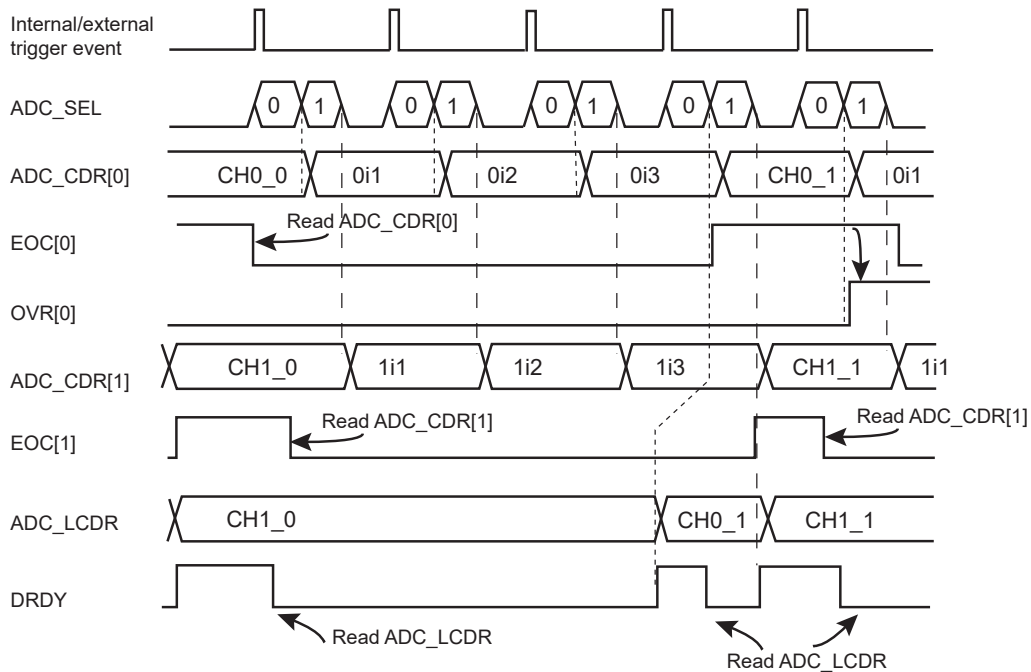 Internal/external
trigger event
ADC_SEL
0 1 0 1 0 1 0 1 0 1
ADC_CDR[0]
CH0_0 0i1 0i2 0i3 CH0_1 0i1
Read ADC_CDR[0]
EOC[0]
OVR[0]
ADC_CDR[1]
CH1_0 1i1 1i2 1i3 CH1_1 1i1
Read ADC_CDR[1] Read ADC_CDR[1]
EOC[1]
ADC_LCDR
CH1_0 CH0_1 CH1_1
DRDY
Read ADC_LCDR
Read ADC_LCDR